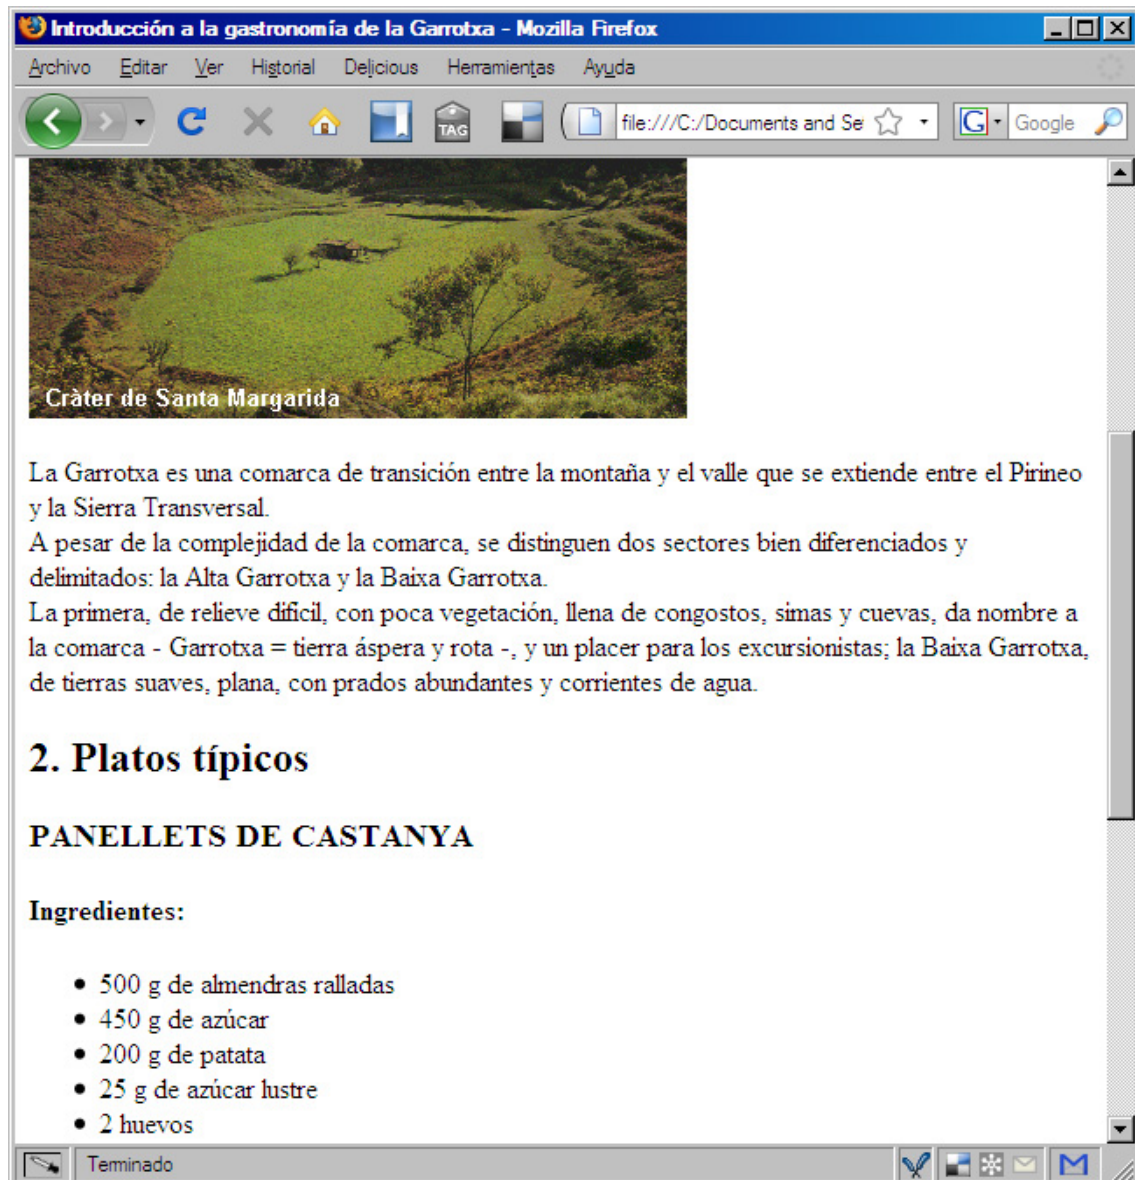 Introducción a la gastronomía de la Garrotxa - Mozilla Firefox
Archivo Editar Ver Historial Delicious Herramientas Ayuda
TAG file:///C:/Documents and Se G Google
Cràter de Santa Margarida
La Garrotxa es una comarca de transición entre la montaña y el valle que se extiende entre el Pirineo
y la Sierra Transversal.
A pesar de la complejidad de la comarca, se distinguen dos sectores bien diferenciados y
delimitados: la Alta Garrotxa y la Baixa Garrotxa.
La primera, de relieve difícil, con poca vegetación, llena de congostos, simas y cuevas, da nombre a
la comarca - Garrotxa = tierra áspera y rota -, y un placer para los excursionistas; la Baixa Garrotxa,
de tierras suaves, plana, con prados abundantes y corrientes de agua.
2. Platos típicos
PANELLETS DE CASTANYA
Ingredientes:
• 500 g de almendras ralladas
• 450 g de azúcar
• 200 g de patata
• 25 g de azúcar lustre
• 2 huevos
Terminado